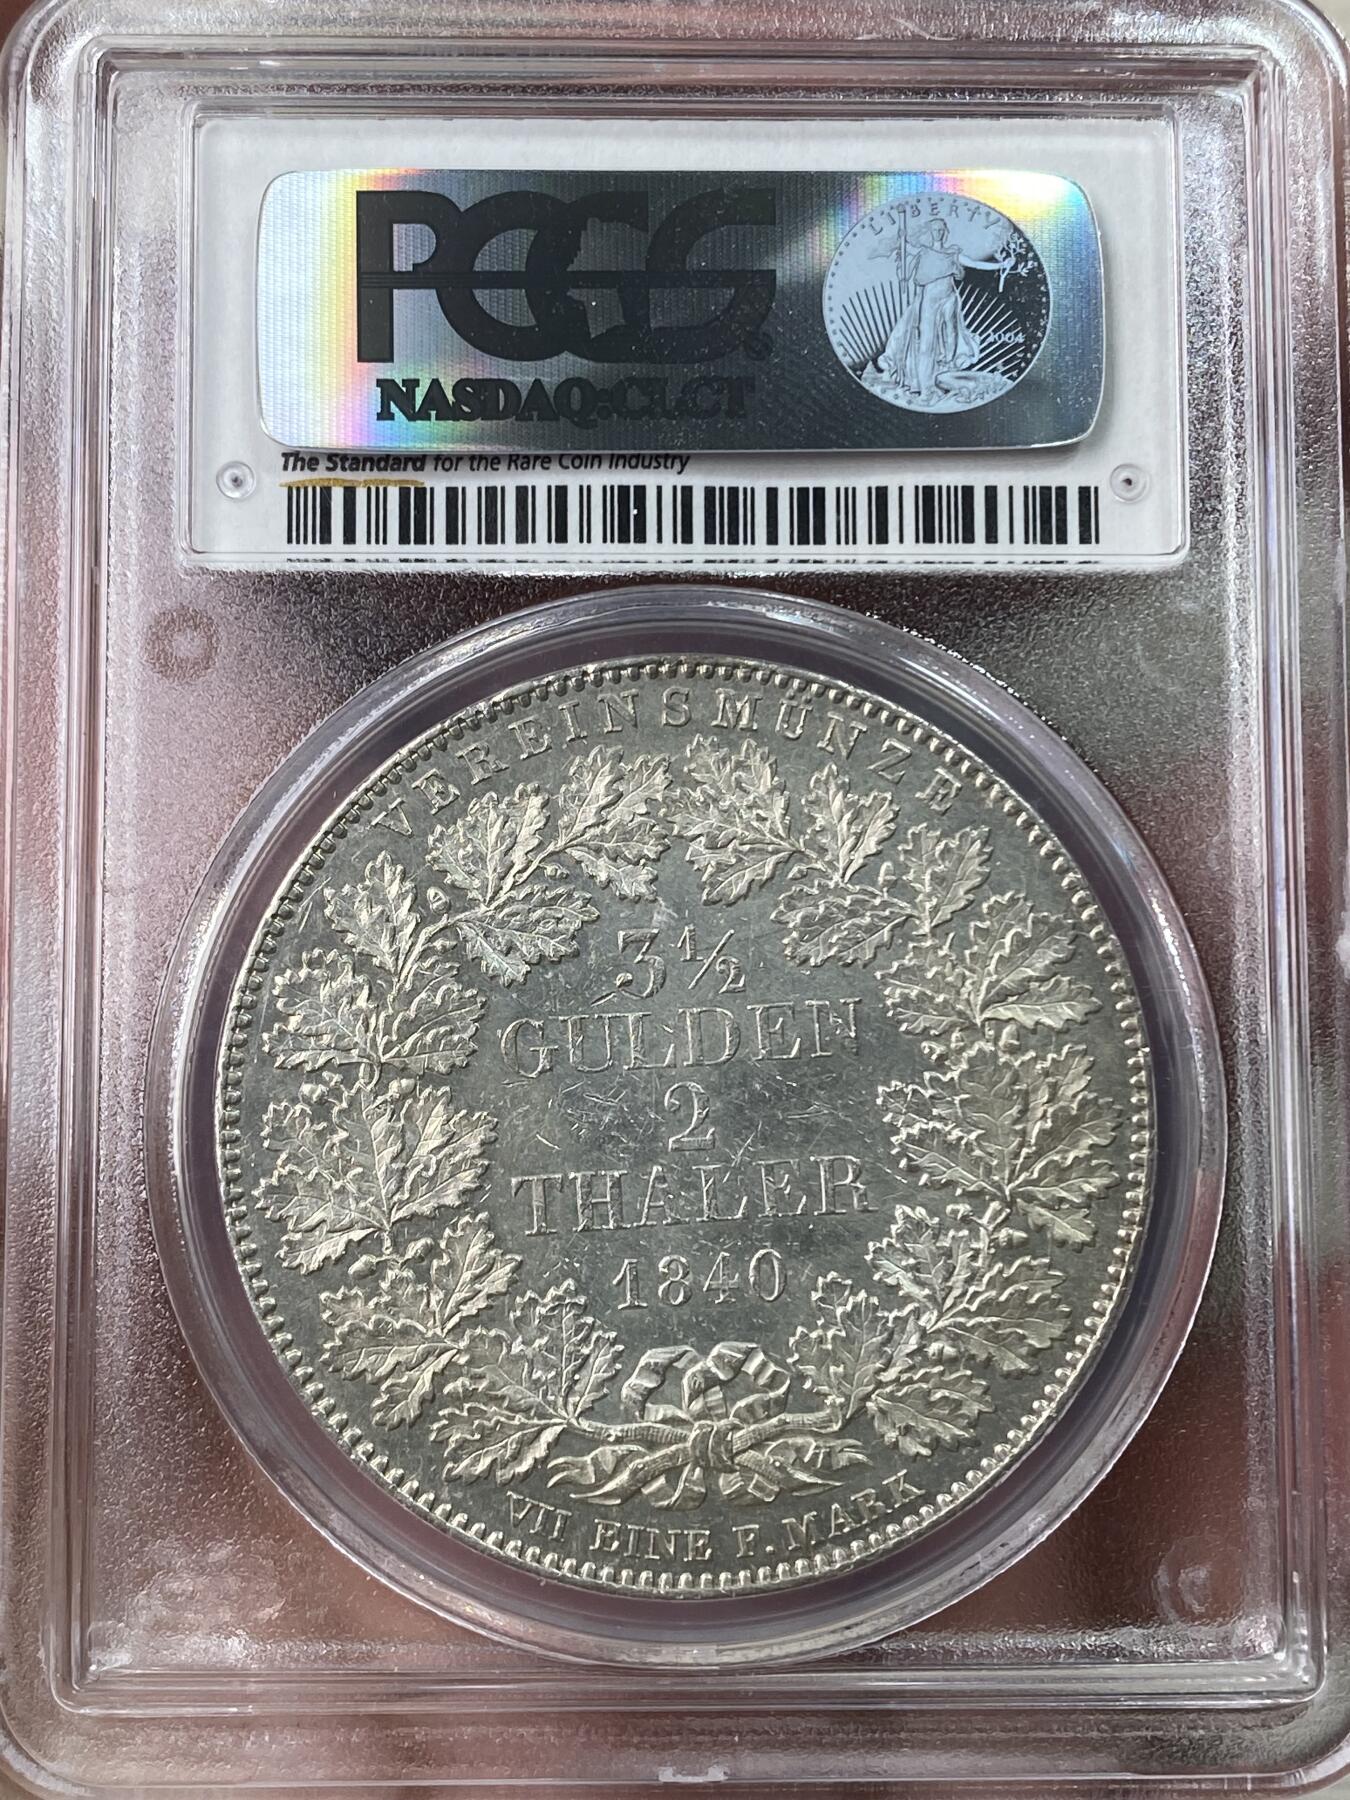 PCGS®
NASDAQ:CLCT
LIBERTY
2004
The Standard for the Rare Coin Industry
VEREINSMÜNZE
3½
GULDEN
2
THALER
1840
VII EINE F. MARK